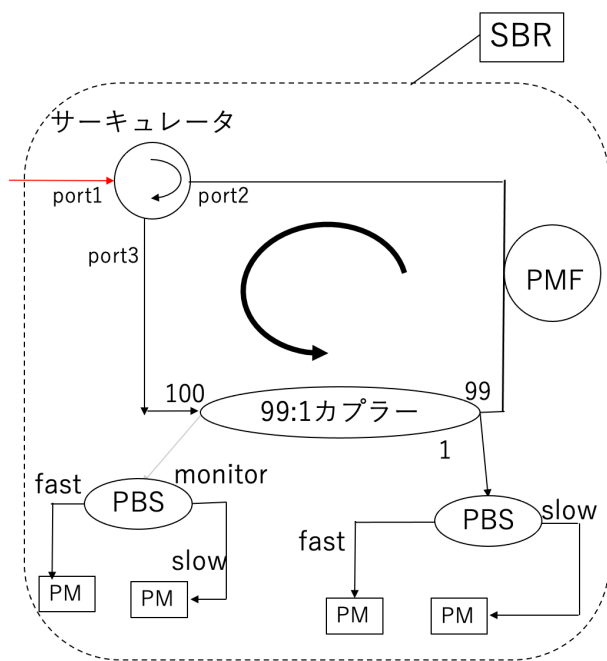 SBR
サーキュレータ
port1
port2
port3
PMF
100
99:1カプラー
99
1
monitor
fast
PBS
slow
PM
PM
PBS
slow
fast
PM
PM